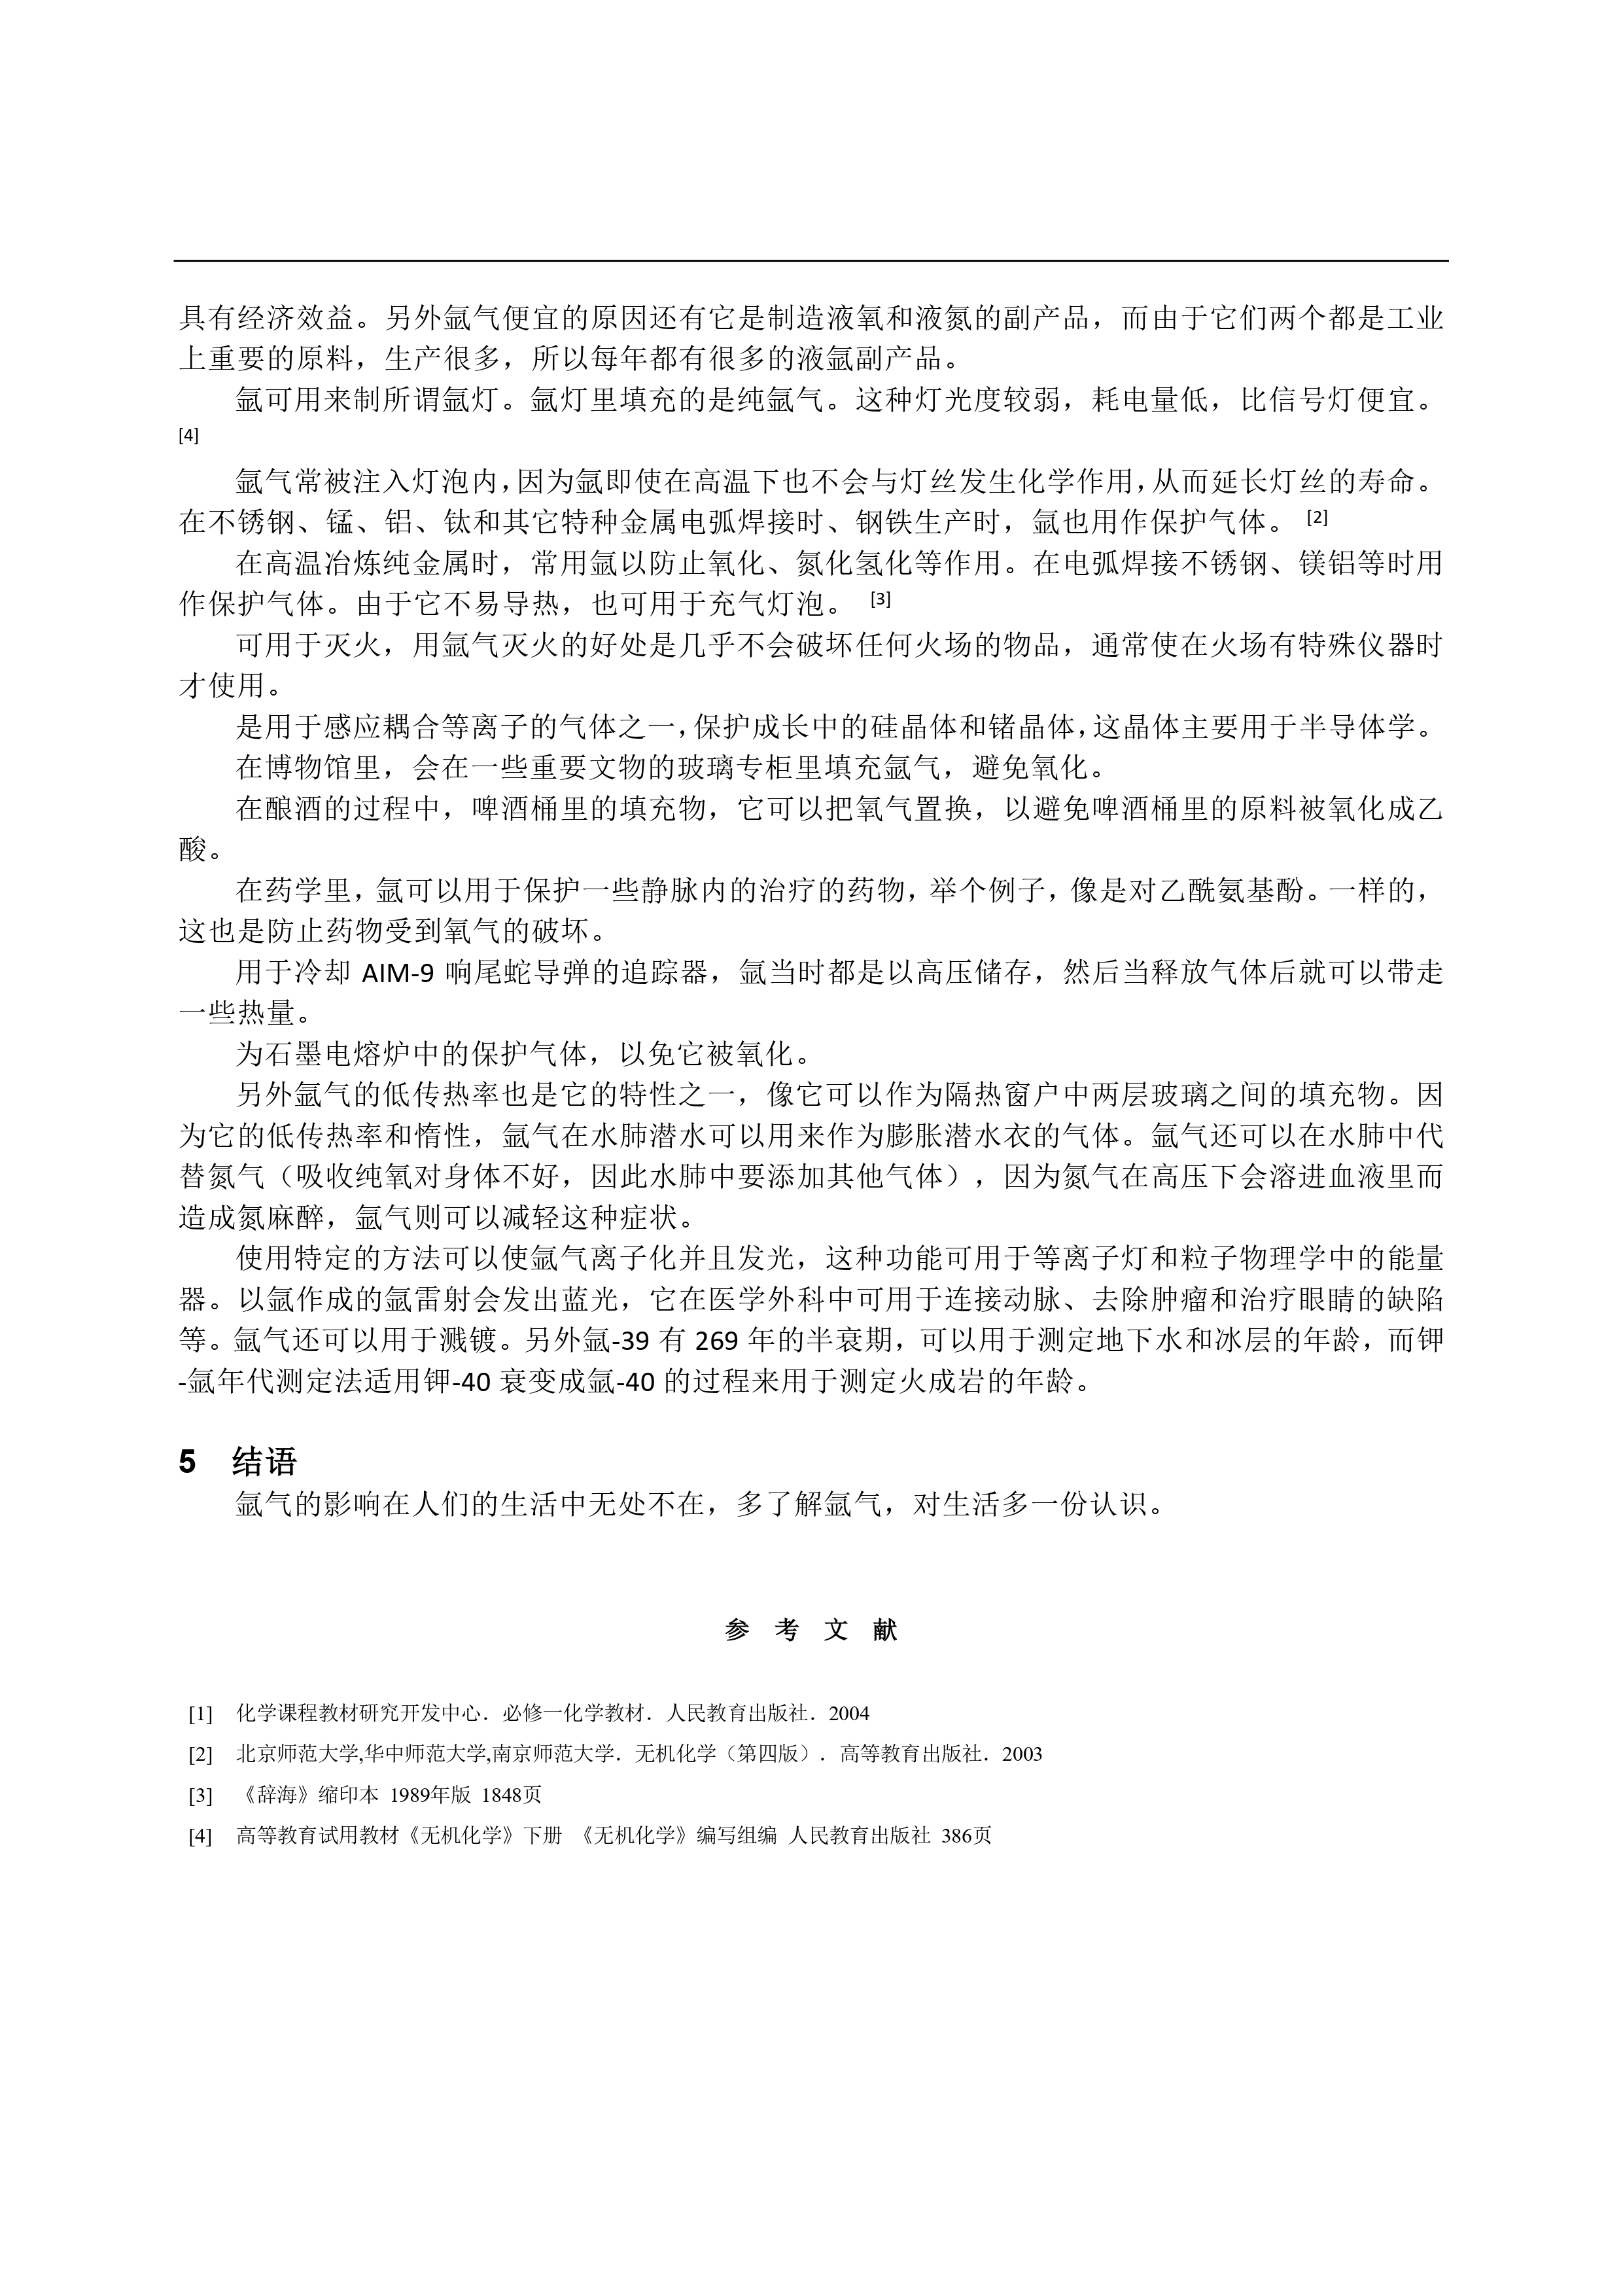 具有经济效益。另外氩气便宜的原因还有它是制造液氧和液氮的副产品，而由于它们两个都是工业
上重要的原料，生产很多，所以每年都有很多的液氩副产品。
氩可用来制所谓氩灯。氩灯里填充的是纯氩气。这种灯光度较弱，耗电量低，比信号灯便宜。
[4]
氩气常被注入灯泡内，因为氩即使在高温下也不会与灯丝发生化学作用，从而延长灯丝的寿命。
在不锈钢、锰、铝、钛和其它特种金属电弧焊接时、钢铁生产时，氩也用作保护气体。 [2]
在高温冶炼纯金属时，常用氩以防止氧化、氮化氢化等作用。在电弧焊接不锈钢、镁铝等时用
作保护气体。由于它不易导热，也可用于充气灯泡。 [3]
可用于灭火，用氩气灭火的好处是几乎不会破坏任何火场的物品，通常使在火场有特殊仪器时
才使用。
是用于感应耦合等离子的气体之一，保护成长中的硅晶体和锗晶体，这晶体主要用于半导体学。
在博物馆里，会在一些重要文物的玻璃专柜里填充氩气，避免氧化。
在酿酒的过程中，啤酒桶里的填充物，它可以把氧气置换，以避免啤酒桶里的原料被氧化成乙
酸。
在药学里，氩可以用于保护一些静脉内的治疗的药物，举个例子，像是对乙酰氨基酚。一样的，
这也是防止药物受到氧气的破坏。
用于冷却 AIM-9 响尾蛇导弹的追踪器，氩当时都是以高压储存，然后当释放气体后就可以带走
一些热量。
为石墨电熔炉中的保护气体，以免它被氧化。
另外氩气的低传热率也是它的特性之一，像它可以作为隔热窗户中两层玻璃之间的填充物。因
为它的低传热率和惰性，氩气在水肺潜水可以用来作为膨胀潜水衣的气体。氩气还可以在水肺中代
替氮气（吸收纯氧对身体不好，因此水肺中要添加其他气体），因为氮气在高压下会溶进血液里而
造成氮麻醉，氩气则可以减轻这种症状。
使用特定的方法可以使氩气离子化并且发光，这种功能可用于等离子灯和粒子物理学中的能量
器。以氩作成的氩雷射会发出蓝光，它在医学外科中可用于连接动脉、去除肿瘤和治疗眼睛的缺陷
等。氩气还可以用于溅镀。另外氩-39 有 269 年的半衰期，可以用于测定地下水和冰层的年龄，而钾
-氩年代测定法适用钾-40 衰变成氩-40 的过程来用于测定火成岩的年龄。
5 结语
氩气的影响在人们的生活中无处不在，多了解氩气，对生活多一份认识。
参 考 文 献
[1] 化学课程教材研究开发中心．必修一化学教材．人民教育出版社．2004
[2] 北京师范大学,华中师范大学,南京师范大学．无机化学（第四版）．高等教育出版社．2003
[3] 《辞海》缩印本 1989年版 1848页
[4] 高等教育试用教材《无机化学》下册 《无机化学》编写组编 人民教育出版社 386页